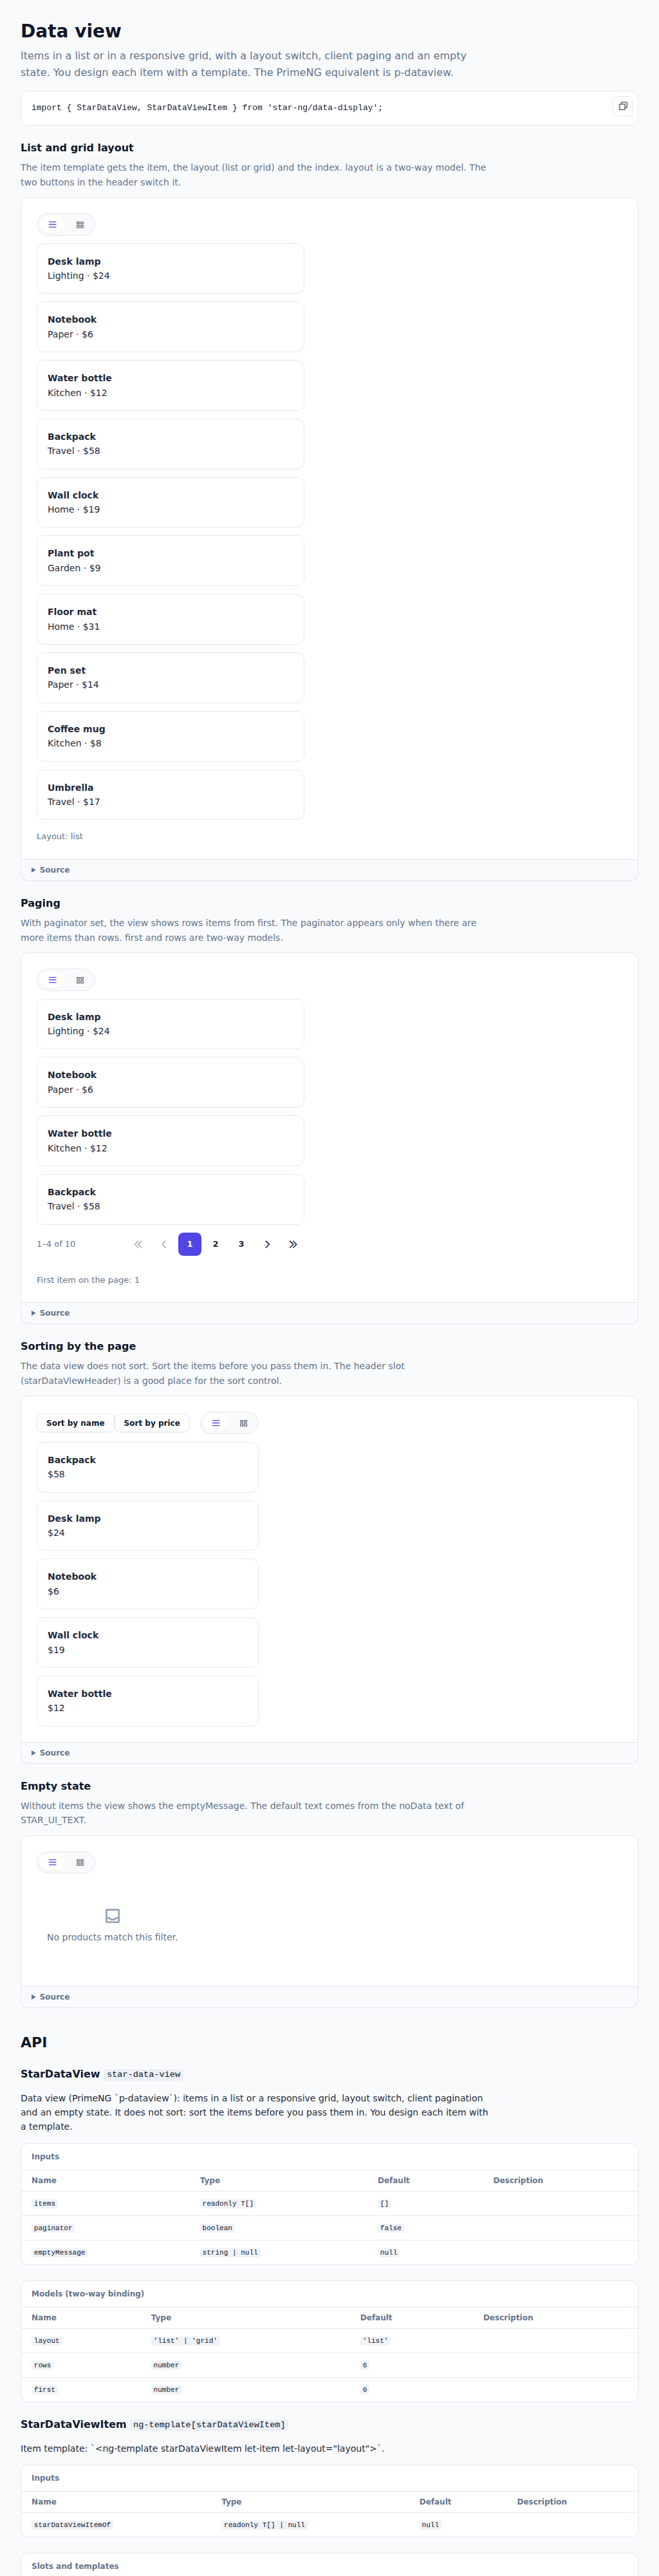 Data view
Items in a list or in a responsive grid, with a layout switch, client paging and an empty
state. You design each item with a template. The PrimeNG equivalent is p-dataview.
import { StarDataView, StarDataViewItem } from 'star-ng/data-display';
List and grid layout
The item template gets the item, the layout (list or grid) and the index. layout is a two-way model. The
two buttons in the header switch it.
Desk lamp
Lighting · $24
Notebook
Paper · $6
Water bottle
Kitchen · $12
Backpack
Travel · $58
Wall clock
Home · $19
Plant pot
Garden · $9
Floor mat
Home · $31
Pen set
Paper · $14
Coffee mug
Kitchen · $8
Umbrella
Travel · $17
Layout: list
Source
Paging
With paginator set, the view shows rows items from first. The paginator appears only when there are
more items than rows. first and rows are two-way models.
Desk lamp
Lighting · $24
Notebook
Paper · $6
Water bottle
Kitchen · $12
Backpack
Travel · $58
1–4 of 10 1 2 3
First item on the page: 1
Source
Sorting by the page
The data view does not sort. Sort the items before you pass them in. The header slot
(starDataViewHeader) is a good place for the sort control.
Sort by name Sort by price
Backpack
$58
Desk lamp
$24
Notebook
$6
Wall clock
$19
Water bottle
$12
Source
Empty state
Without items the view shows the emptyMessage. The default text comes from the noData text of
STAR_UI_TEXT.
No products match this filter.
Source
API
StarDataView star-data-view
Data view (PrimeNG `p-dataview`): items in a list or a responsive grid, layout switch, client pagination
and an empty state. It does not sort: sort the items before you pass them in. You design each item with
a template.
Inputs
Name Type Default Description
items readonly T[] []
paginator boolean false
emptyMessage string | null null
Models (two-way binding)
Name Type Default Description
layout 'list' | 'grid' 'list'
rows number 6
first number 0
StarDataViewItem ng-template[starDataViewItem]
Item template: `<ng-template starDataViewItem let-item let-layout="layout">`.
Inputs
Name Type Default Description
starDataViewItemOf readonly T[] | null null
Slots and templates